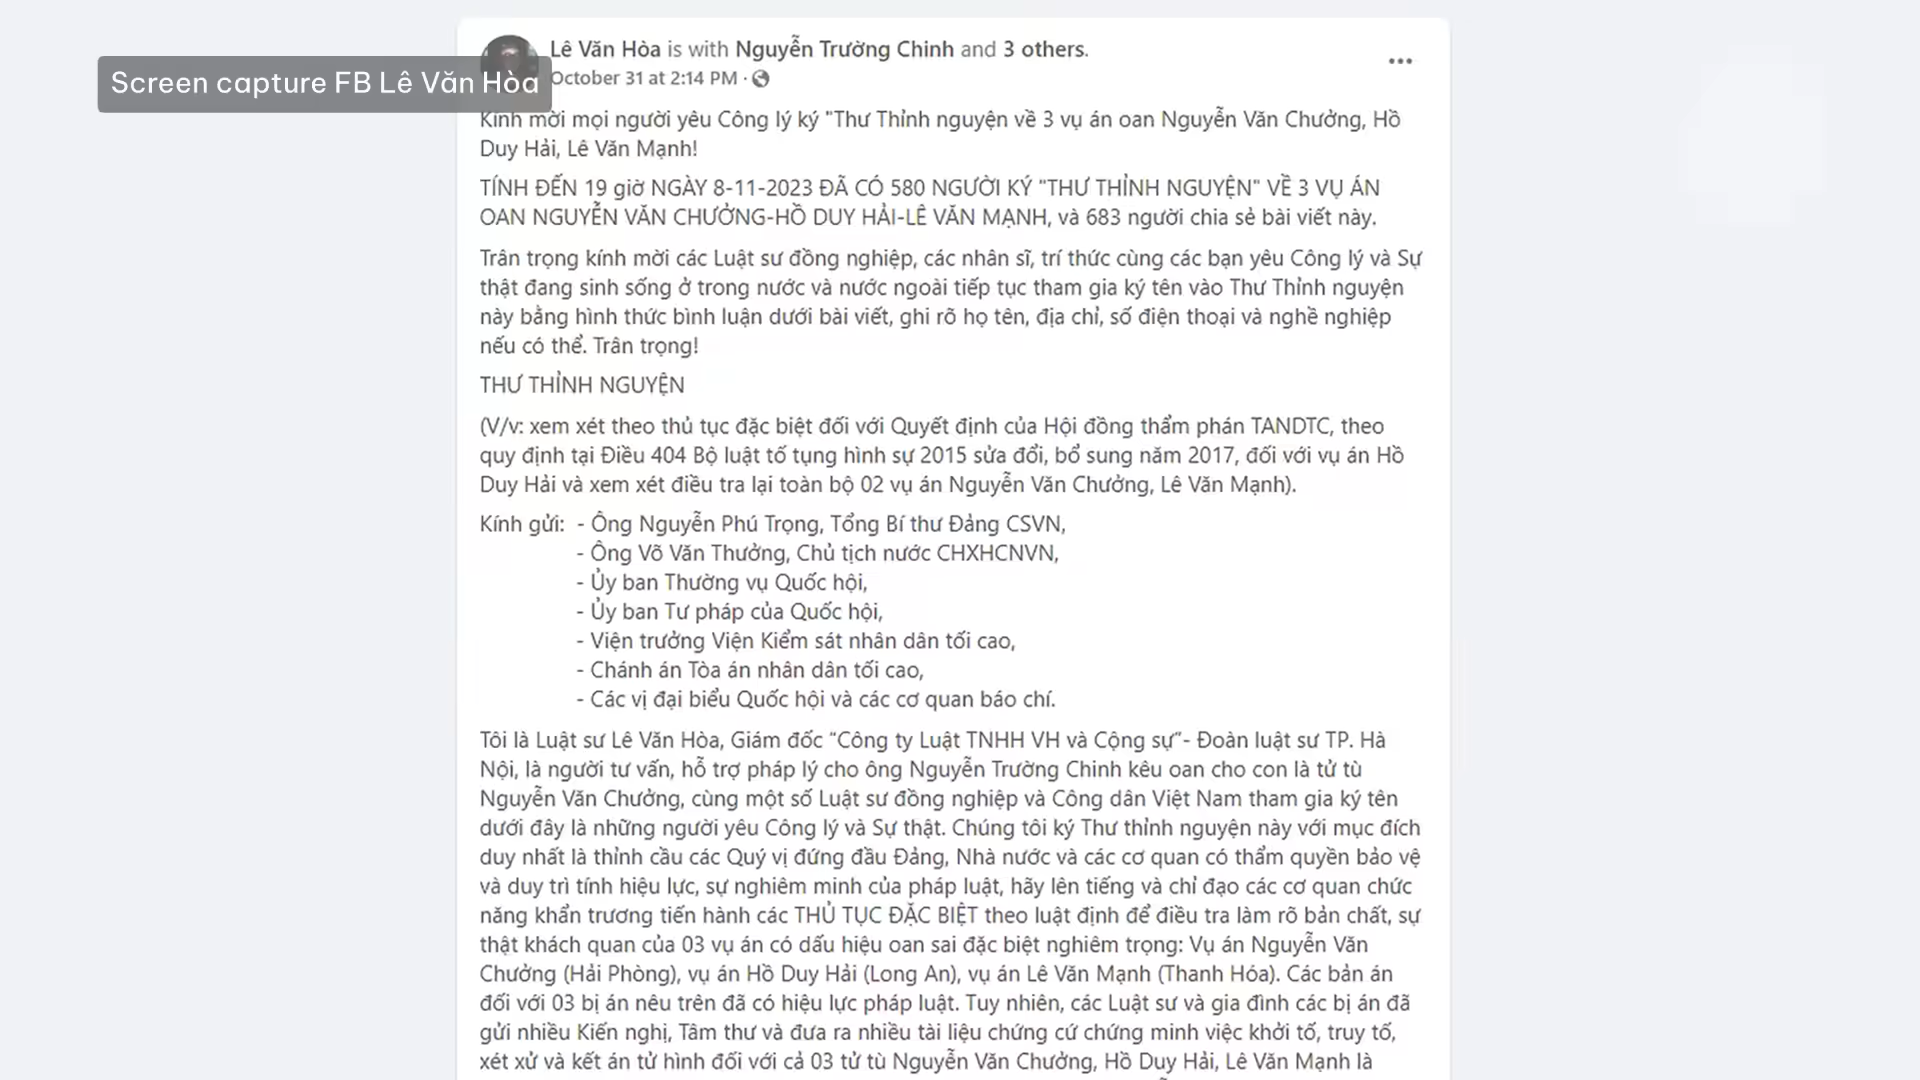 Lê Văn Hòa is with Nguyễn Trường Chinh and 3 others.
Screen capture FB Lê Văn Hòa
October 31 at 2:14 PM ·
Kính mời mọi người yêu Công lý ký "Thư Thỉnh nguyện về 3 vụ án oan Nguyễn Văn Chưởng, Hồ
Duy Hải, Lê Văn Mạnh!
TÍNH ĐẾN 19 giờ NGÀY 8-11-2023 ĐÃ CÓ 580 NGƯỜI KÝ "THƯ THỈNH NGUYỆN" VỀ 3 VỤ ÁN
OAN NGUYỄN VĂN CHƯỞNG-HỒ DUY HẢI-LÊ VĂN MẠNH, và 683 người chia sẻ bài viết này.
Trân trọng kính mời các Luật sư đồng nghiệp, các nhân sĩ, trí thức cùng các bạn yêu Công lý và Sự
thật đang sinh sống ở trong nước và nước ngoài tiếp tục tham gia ký tên vào Thư Thỉnh nguyện
này bằng hình thức bình luận dưới bài viết, ghi rõ họ tên, địa chỉ, số điện thoại và nghề nghiệp
nếu có thể. Trân trọng!
THƯ THỈNH NGUYỆN
(V/v: xem xét theo thủ tục đặc biệt đối với Quyết định của Hội đồng thẩm phán TANDTC, theo
quy định tại Điều 404 Bộ luật tố tụng hình sự 2015 sửa đổi, bổ sung năm 2017, đối với vụ án Hồ
Duy Hải và xem xét điều tra lại toàn bộ 02 vụ án Nguyễn Văn Chưởng, Lê Văn Mạnh).
Kính gửi: - Ông Nguyễn Phú Trọng, Tổng Bí thư Đảng CSVN,
- Ông Võ Văn Thưởng, Chủ tịch nước CHXHCNVN,
- Ủy ban Thường vụ Quốc hội,
- Ủy ban Tư pháp của Quốc hội,
- Viện trưởng Viện Kiểm sát nhân dân tối cao,
- Chánh án Tòa án nhân dân tối cao,
- Các vị đại biểu Quốc hội và các cơ quan báo chí.
Tôi là Luật sư Lê Văn Hòa, Giám đốc “Công ty Luật TNHH VH và Cộng sự”- Đoàn luật sư TP. Hà
Nội, là người tư vấn, hỗ trợ pháp lý cho ông Nguyễn Trường Chinh kêu oan cho con là tử tù
Nguyễn Văn Chưởng, cùng một số Luật sư đồng nghiệp và Công dân Việt Nam tham gia ký tên
dưới đây là những người yêu Công lý và Sự thật. Chúng tôi ký Thư thỉnh nguyện này với mục đích
duy nhất là thỉnh cầu các Quý vị đứng đầu Đảng, Nhà nước và các cơ quan có thẩm quyền bảo vệ
và duy trì tính hiệu lực, sự nghiêm minh của pháp luật, hãy lên tiếng và chỉ đạo các cơ quan chức
năng khẩn trương tiến hành các THỦ TỤC ĐẶC BIỆT theo luật định để điều tra làm rõ bản chất, sự
thật khách quan của 03 vụ án có dấu hiệu oan sai đặc biệt nghiêm trọng: Vụ án Nguyễn Văn
Chưởng (Hải Phòng), vụ án Hồ Duy Hải (Long An), vụ án Lê Văn Mạnh (Thanh Hóa). Các bản án
đối với 03 bị án nêu trên đã có hiệu lực pháp luật. Tuy nhiên, các Luật sư và gia đình các bị án đã
gửi nhiều Kiến nghị, Tâm thư và đưa ra nhiều tài liệu chứng cứ chứng minh việc khởi tố, truy tố,
xét xử và kết án tử hình đối với cả 03 tử tù Nguyễn Văn Chưởng, Hồ Duy Hải, Lê Văn Mạnh là